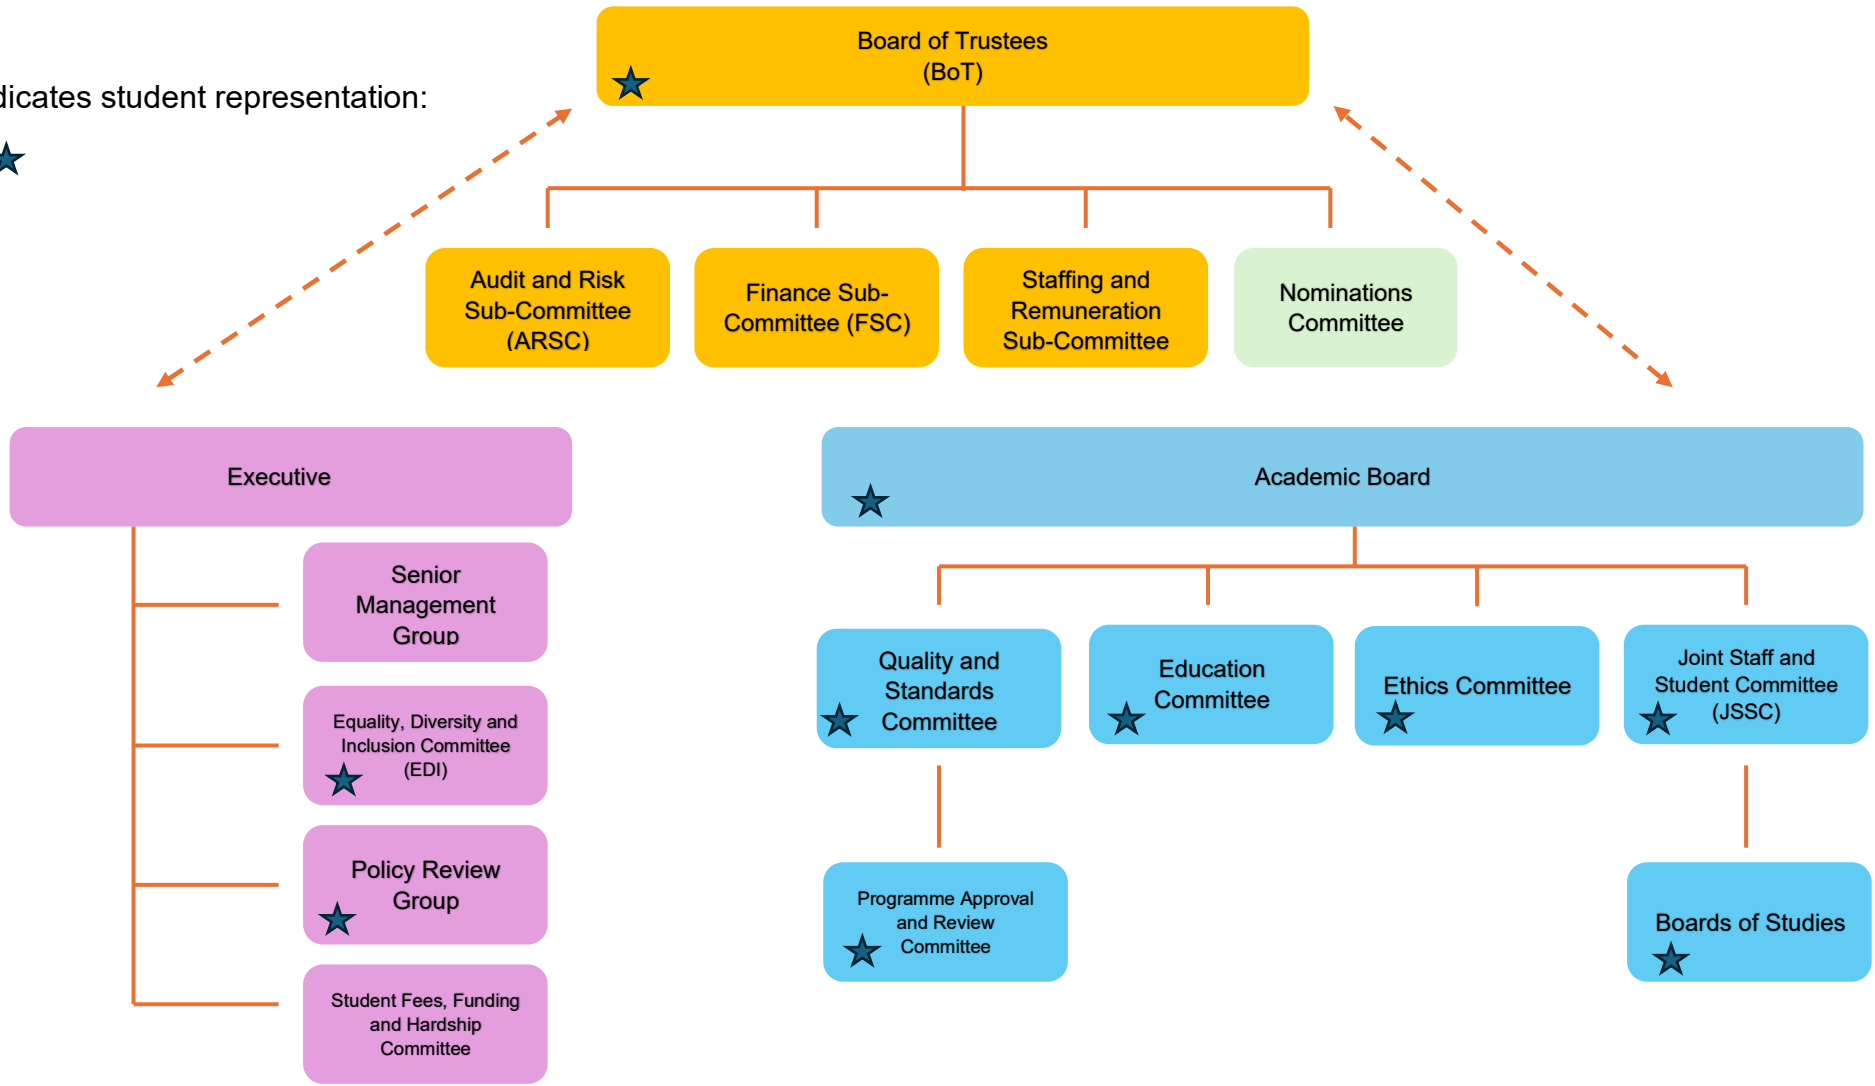 Board of Trustees
(BoT)
dicates student representation:
Audit and Risk
Sub-Committee
(ARSC)
Finance Sub-
Committee (FSC)
Staffing and
Remuneration
Sub-Committee
Nominations
Committee
Executive
Academic Board
Senior
Management
Group
Equality, Diversity and
Inclusion Committee
(EDI)
Policy Review
Group
Student Fees, Funding
and Hardship
Committee
Quality and
Standards
Committee
Education
Committee
Ethics Committee
Joint Staff and
Student Committee
(JSSC)
Programme Approval
and Review
Committee
Boards of Studies